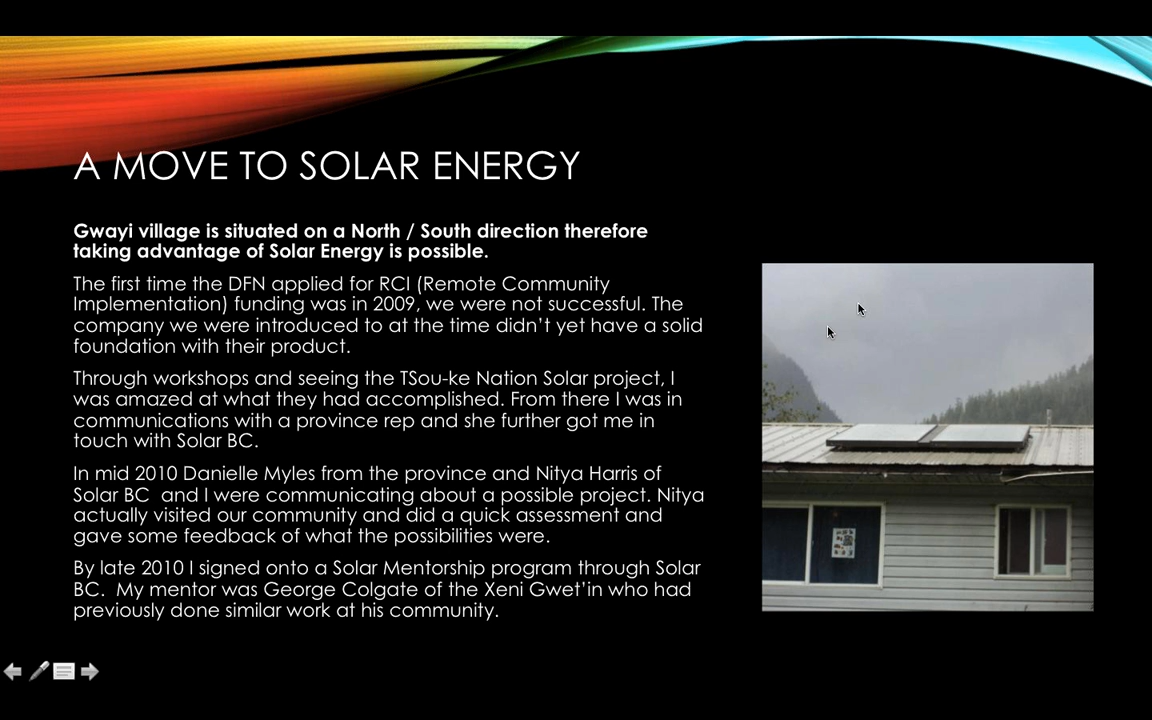 A MOVE TO SOLAR ENERGY
Gwayi village is situated on a North / South direction therefore
taking advantage of Solar Energy is possible.
The first time the DFN applied for RCI (Remote Community
Implementation) funding was in 2009, we were not successful. The
company we were introduced to at the time didn’t yet have a solid
foundation with their product.
Through workshops and seeing the TSou-ke Nation Solar project, I
was amazed at what they had accomplished. From there I was in
communications with a province rep and she further got me in
touch with Solar BC.
In mid 2010 Danielle Myles from the province and Nitya Harris of
Solar BC  and I were communicating about a possible project. Nitya
actually visited our community and did a quick assessment and
gave some feedback of what the possibilities were.
By late 2010 I signed onto a Solar Mentorship program through Solar
BC.  My mentor was George Colgate of the Xeni Gwet’in who had
previously done similar work at his community.